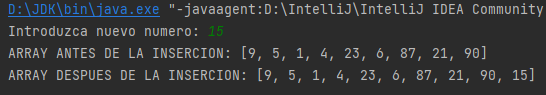 D:\JDK\bin\java.exe "-javaagent:D:\IntelliJ\IntelliJ IDEA Community
Introduzca nuevo numero: 15
ARRAY ANTES DE LA INSERCION: [9, 5, 1, 4, 23, 6, 87, 21, 90]
ARRAY DESPUES DE LA INSERCION: [9, 5, 1, 4, 23, 6, 87, 21, 90, 15]